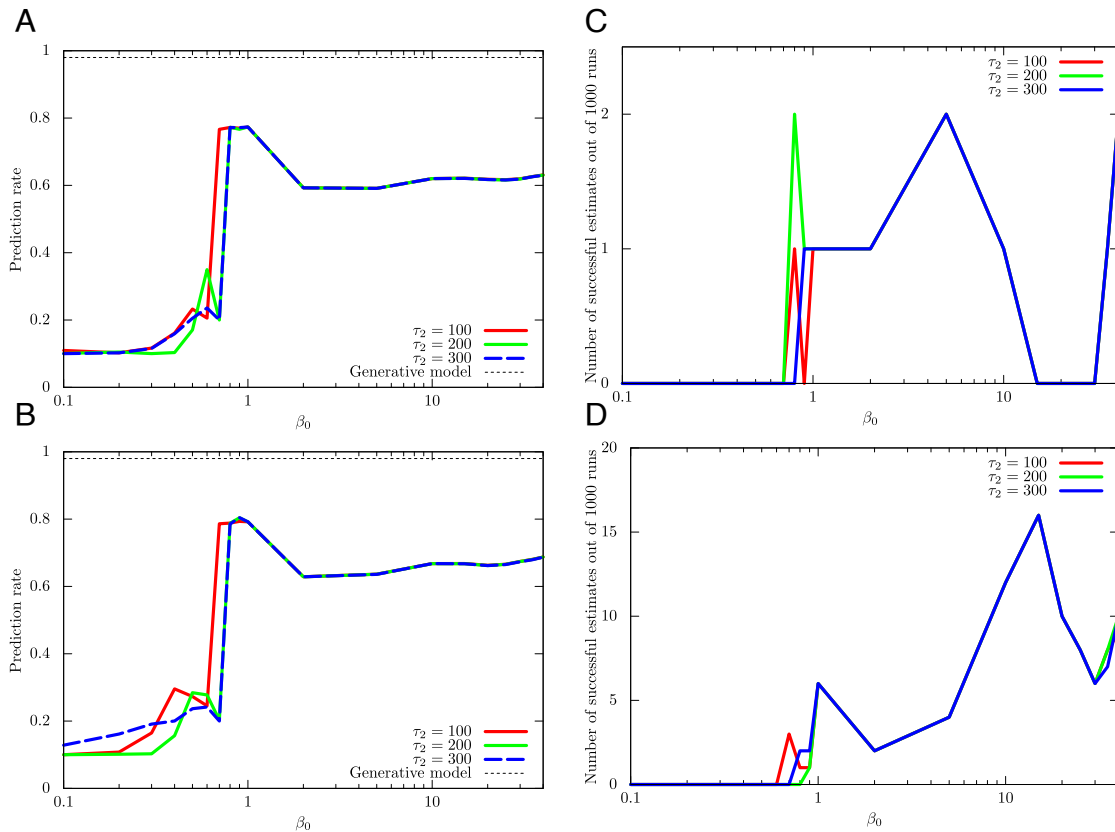 A
Prediction rate
1
0.8
0.6
0.4
0.2
0
0.1
1
10
β₀
τ₂ = 100
τ₂ = 200
τ₂ = 300
Generative model
C
Number of successful estimates out of 1000 runs
2
1
0
0.1
1
10
β₀
τ₂ = 100
τ₂ = 200
τ₂ = 300
B
Prediction rate
1
0.8
0.6
0.4
0.2
0
0.1
1
10
β₀
τ₂ = 100
τ₂ = 200
τ₂ = 300
Generative model
D
Number of successful estimates out of 1000 runs
20
15
10
5
0
0.1
1
10
β₀
τ₂ = 100
τ₂ = 200
τ₂ = 300